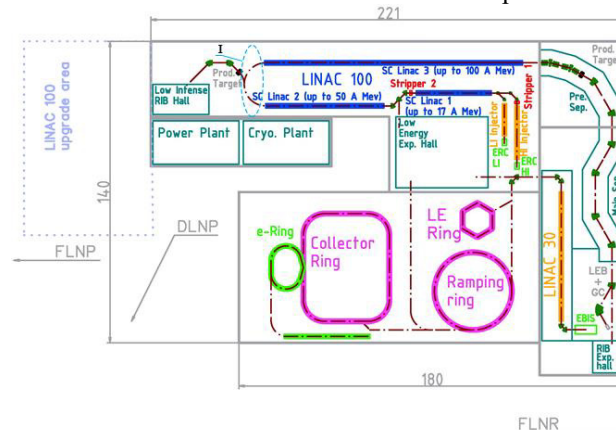 221
I
Prod.
Target
SC Linac 3 (up to 100 A Mev)
LINAC 100
Stripper 2
Stripper 1
Prod.
Target
Low Intense
RIB Hall
SC Linac 2 (up to 50 A Mev)
SC Linac 1
(up to 17 A Mev)
Pre.
Sep.
LINAC 100
upgrade area
Power Plant
Cryo. Plant
Low
Energy
Exp. Hall
LI Injector
HI Injector
ERC
LI
ERC
HI
140
DLNP
FLNP
e-Ring
Collector
Ring
LE
Ring
Ramping
ring
LINAC 30
LEB
+
GC
EBIS
RIB
Exp.
hall
180
FLNR